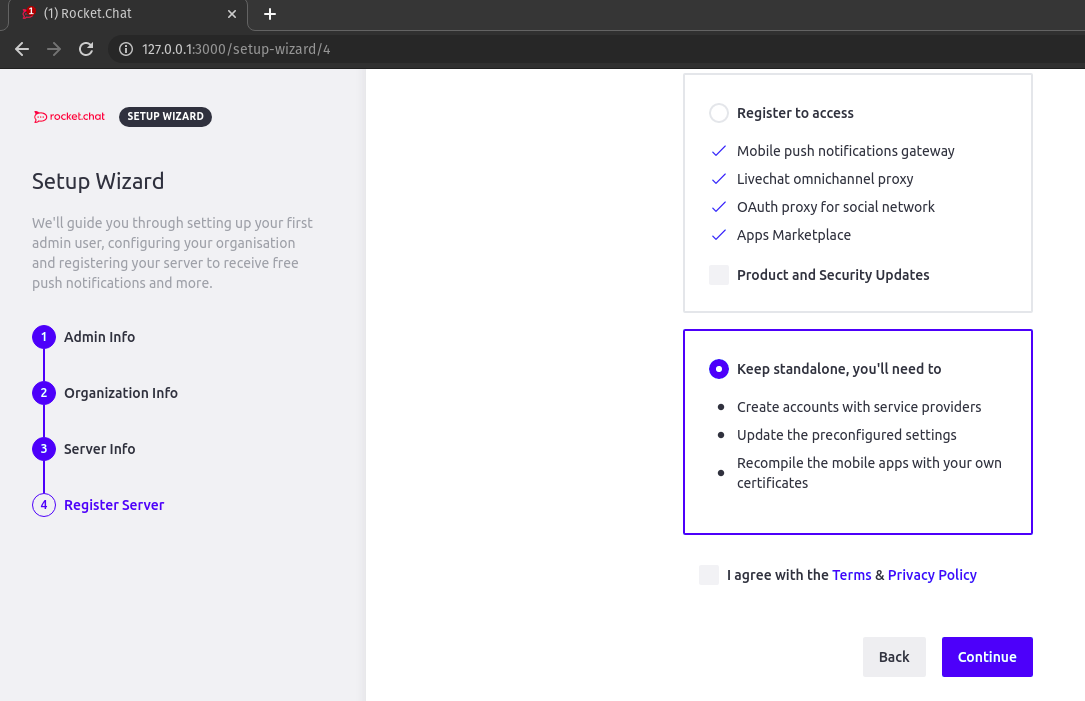 (1) Rocket.Chat
127.0.0.1:3000/setup-wizard/4
rocket.chat SETUP WIZARD
Setup Wizard
We'll guide you through setting up your first
admin user, configuring your organisation
and registering your server to receive free
push notifications and more.
1 Admin Info
2 Organization Info
3 Server Info
4 Register Server
Register to access
Mobile push notifications gateway
Livechat omnichannel proxy
OAuth proxy for social network
Apps Marketplace
Product and Security Updates
Keep standalone, you'll need to
Create accounts with service providers
Update the preconfigured settings
Recompile the mobile apps with your own
certificates
I agree with the Terms & Privacy Policy
Back Continue